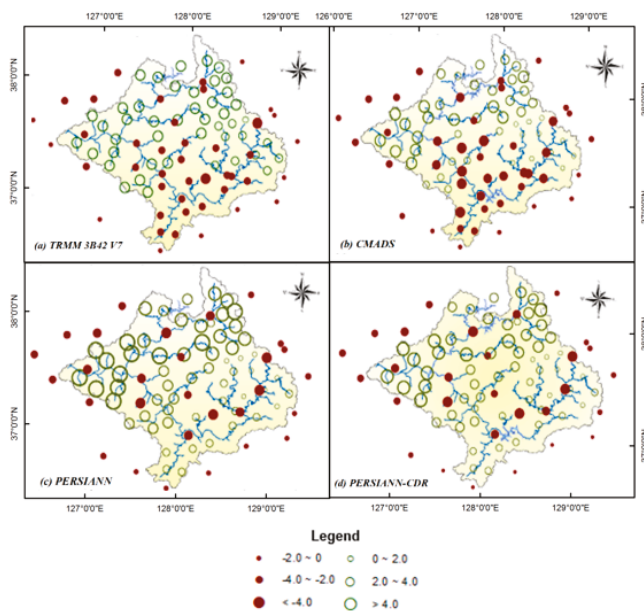 127°0'0"E 128°0'0"E 129°0'0"E 126°0'0"E 127°0'0"E 128°0'0"E 129°0'0"E
38°0'0"N
37°0'0"N
(a) TRMM 3B42 V7
(b) CMADS
38°0'0"N
37°0'0"N
(c) PERSIANN
(d) PERSIANN-CDR
127°0'0"E 128°0'0"E 129°0'0"E 127°0'0"E 128°0'0"E 129°0'0"E
Legend
-2.0 ~ 0 0 ~ 2.0
-4.0 ~ -2.0 2.0 ~ 4.0
< -4.0 > 4.0